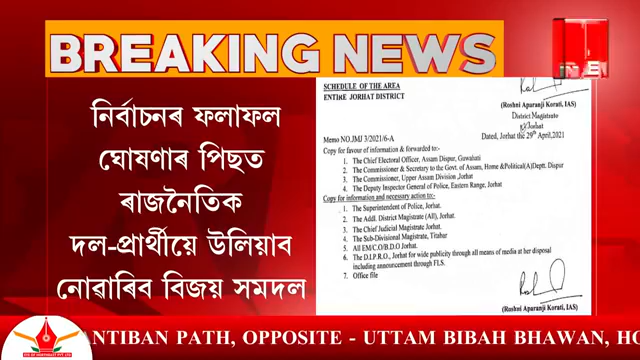 BREAKING NEWS
নিৰ্বাচনৰ ফলাফল
ঘোষণাৰ পিছত
ৰাজনৈতিক
দল-প্ৰাৰ্থীয়ে উলিয়াব
নোৱাৰিব বিজয় সমদল
SCHEDULE OF THE AREA
ENTIRE JORHAT DISTRICT
(Roshni Aparanji Korati, IAS)
District Magistrate
Jorhat
Memo NO.JMJ 3/2021/6-A
Dated, Jorhat the 29th April,2021
Copy for favour of information & forwarded to:-
1. The Chief Electoral Officer, Assam Dispur, Guwahati
2. The Commissioner & Secretary to the Govt. of Assam, Home &Political(A)Deptt. Dispur
3. The Commissioner, Upper Assam Division ,Jorhat
4. The Deputy Inspector General of Police, Eastern Range, Jorhat
Copy for information and necessary action to:-
1. The Superintendent of Police, Jorhat.
2. The Addl. District Magistrate (All), Jorhat.
3. The Chief Judicial Magistrate Jorhat.
4. The Sub-Divisional Magistrate, Titabar
5. All EM/C.O/B.D.O Jorhat.
6. The D.I.P.R.O, Jorhat for wide publicity through all means of media at her disposal
including announcement through FLS.
7. Office file
(Roshni Aparanji Korati, IAS)
ANTIBAN PATH, OPPOSITE - UTTAM BIBAH BHAWAN, HO